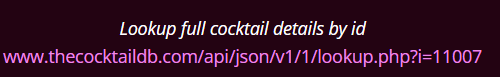 Lookup full cocktail details by id
www.thecocktaildb.com/api/json/v1/1/lookup.php?i=11007